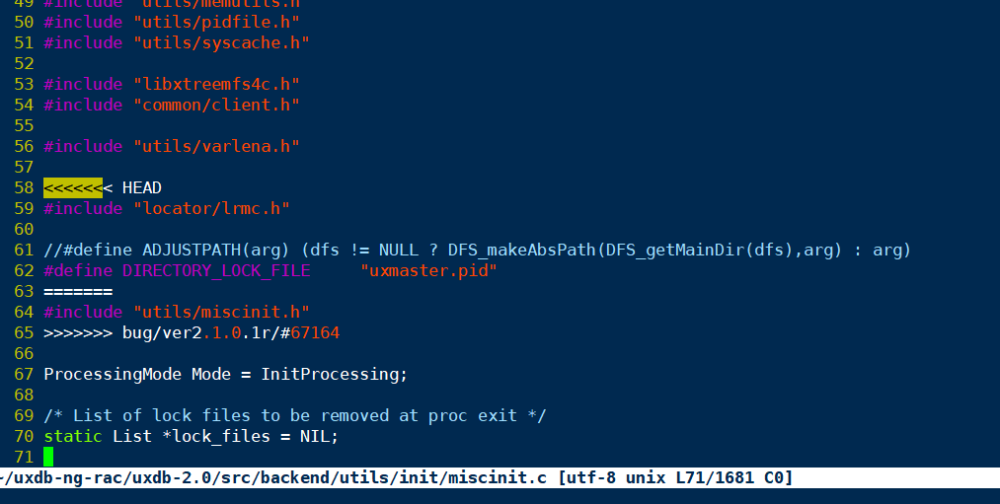 49 #include "utils/memutils.h"
50 #include "utils/pidfile.h"
51 #include "utils/syscache.h"
52
53 #include "libxtreemfs4c.h"
54 #include "common/client.h"
55
56 #include "utils/varlena.h"
57
58 <<<<<<< HEAD
59 #include "locator/lrmc.h"
60
61 //#define ADJUSTPATH(arg) (dfs != NULL ? DFS_makeAbsPath(DFS_getMainDir(dfs),arg) : arg)
62 #define DIRECTORY_LOCK_FILE     "uxmaster.pid"
63 =======
64 #include "utils/miscinit.h"
65 >>>>>>> bug/ver2.1.0.1r/#67164
66
67 ProcessingMode Mode = InitProcessing;
68
69 /* List of lock files to be removed at proc exit */
70 static List *lock_files = NIL;
71
~/uxdb-ng-rac/uxdb-2.0/src/backend/utils/init/miscinit.c [utf-8 unix L71/1681 C0]